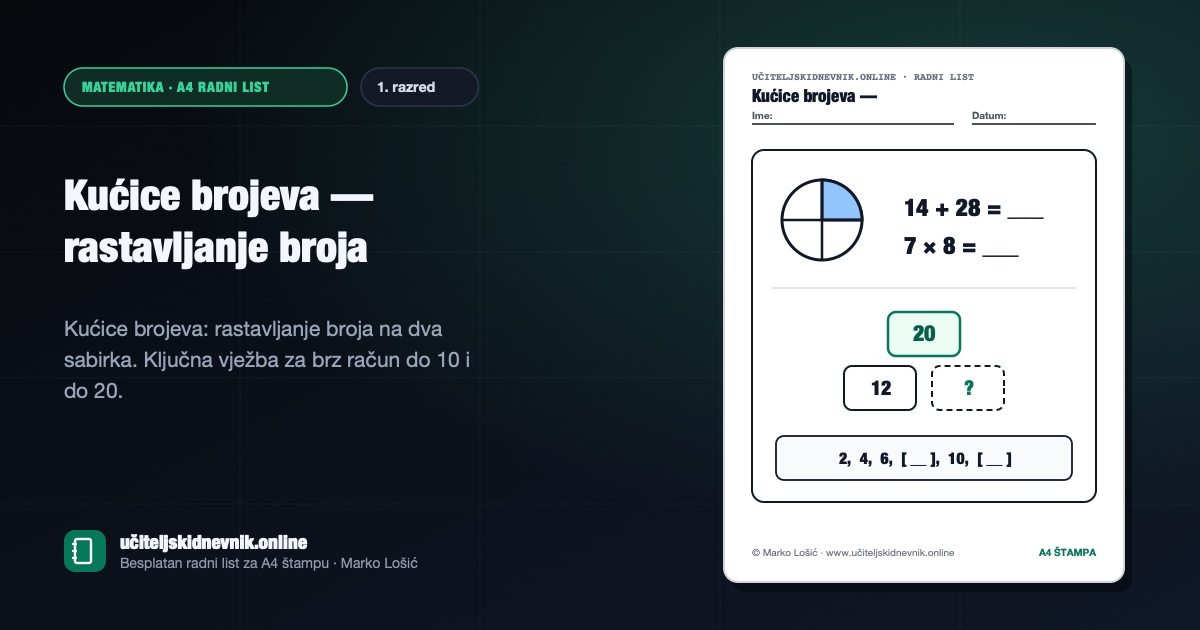 MATEMATIKA · A4 RADNI LIST
1. razred
Kućice brojeva —
rastavljanje broja
Kućice brojeva: rastavljanje broja na dva
sabirka. Ključna vježba za brz račun do 10 i
do 20.
učiteljskidnevnik.online
Besplatan radni list za A4 štampu · Marko Lošić
UČITELJSKIDNEVNIK.ONLINE · RADNI LIST
Kućice brojeva —
Ime:
Datum:
14 + 28 = ___
7 × 8 = ___
20
12
?
2, 4, 6, [ __ ], 10, [ __ ]
© Marko Lošić · www.uciteljskidnevnik.online
A4 ŠTAMPA